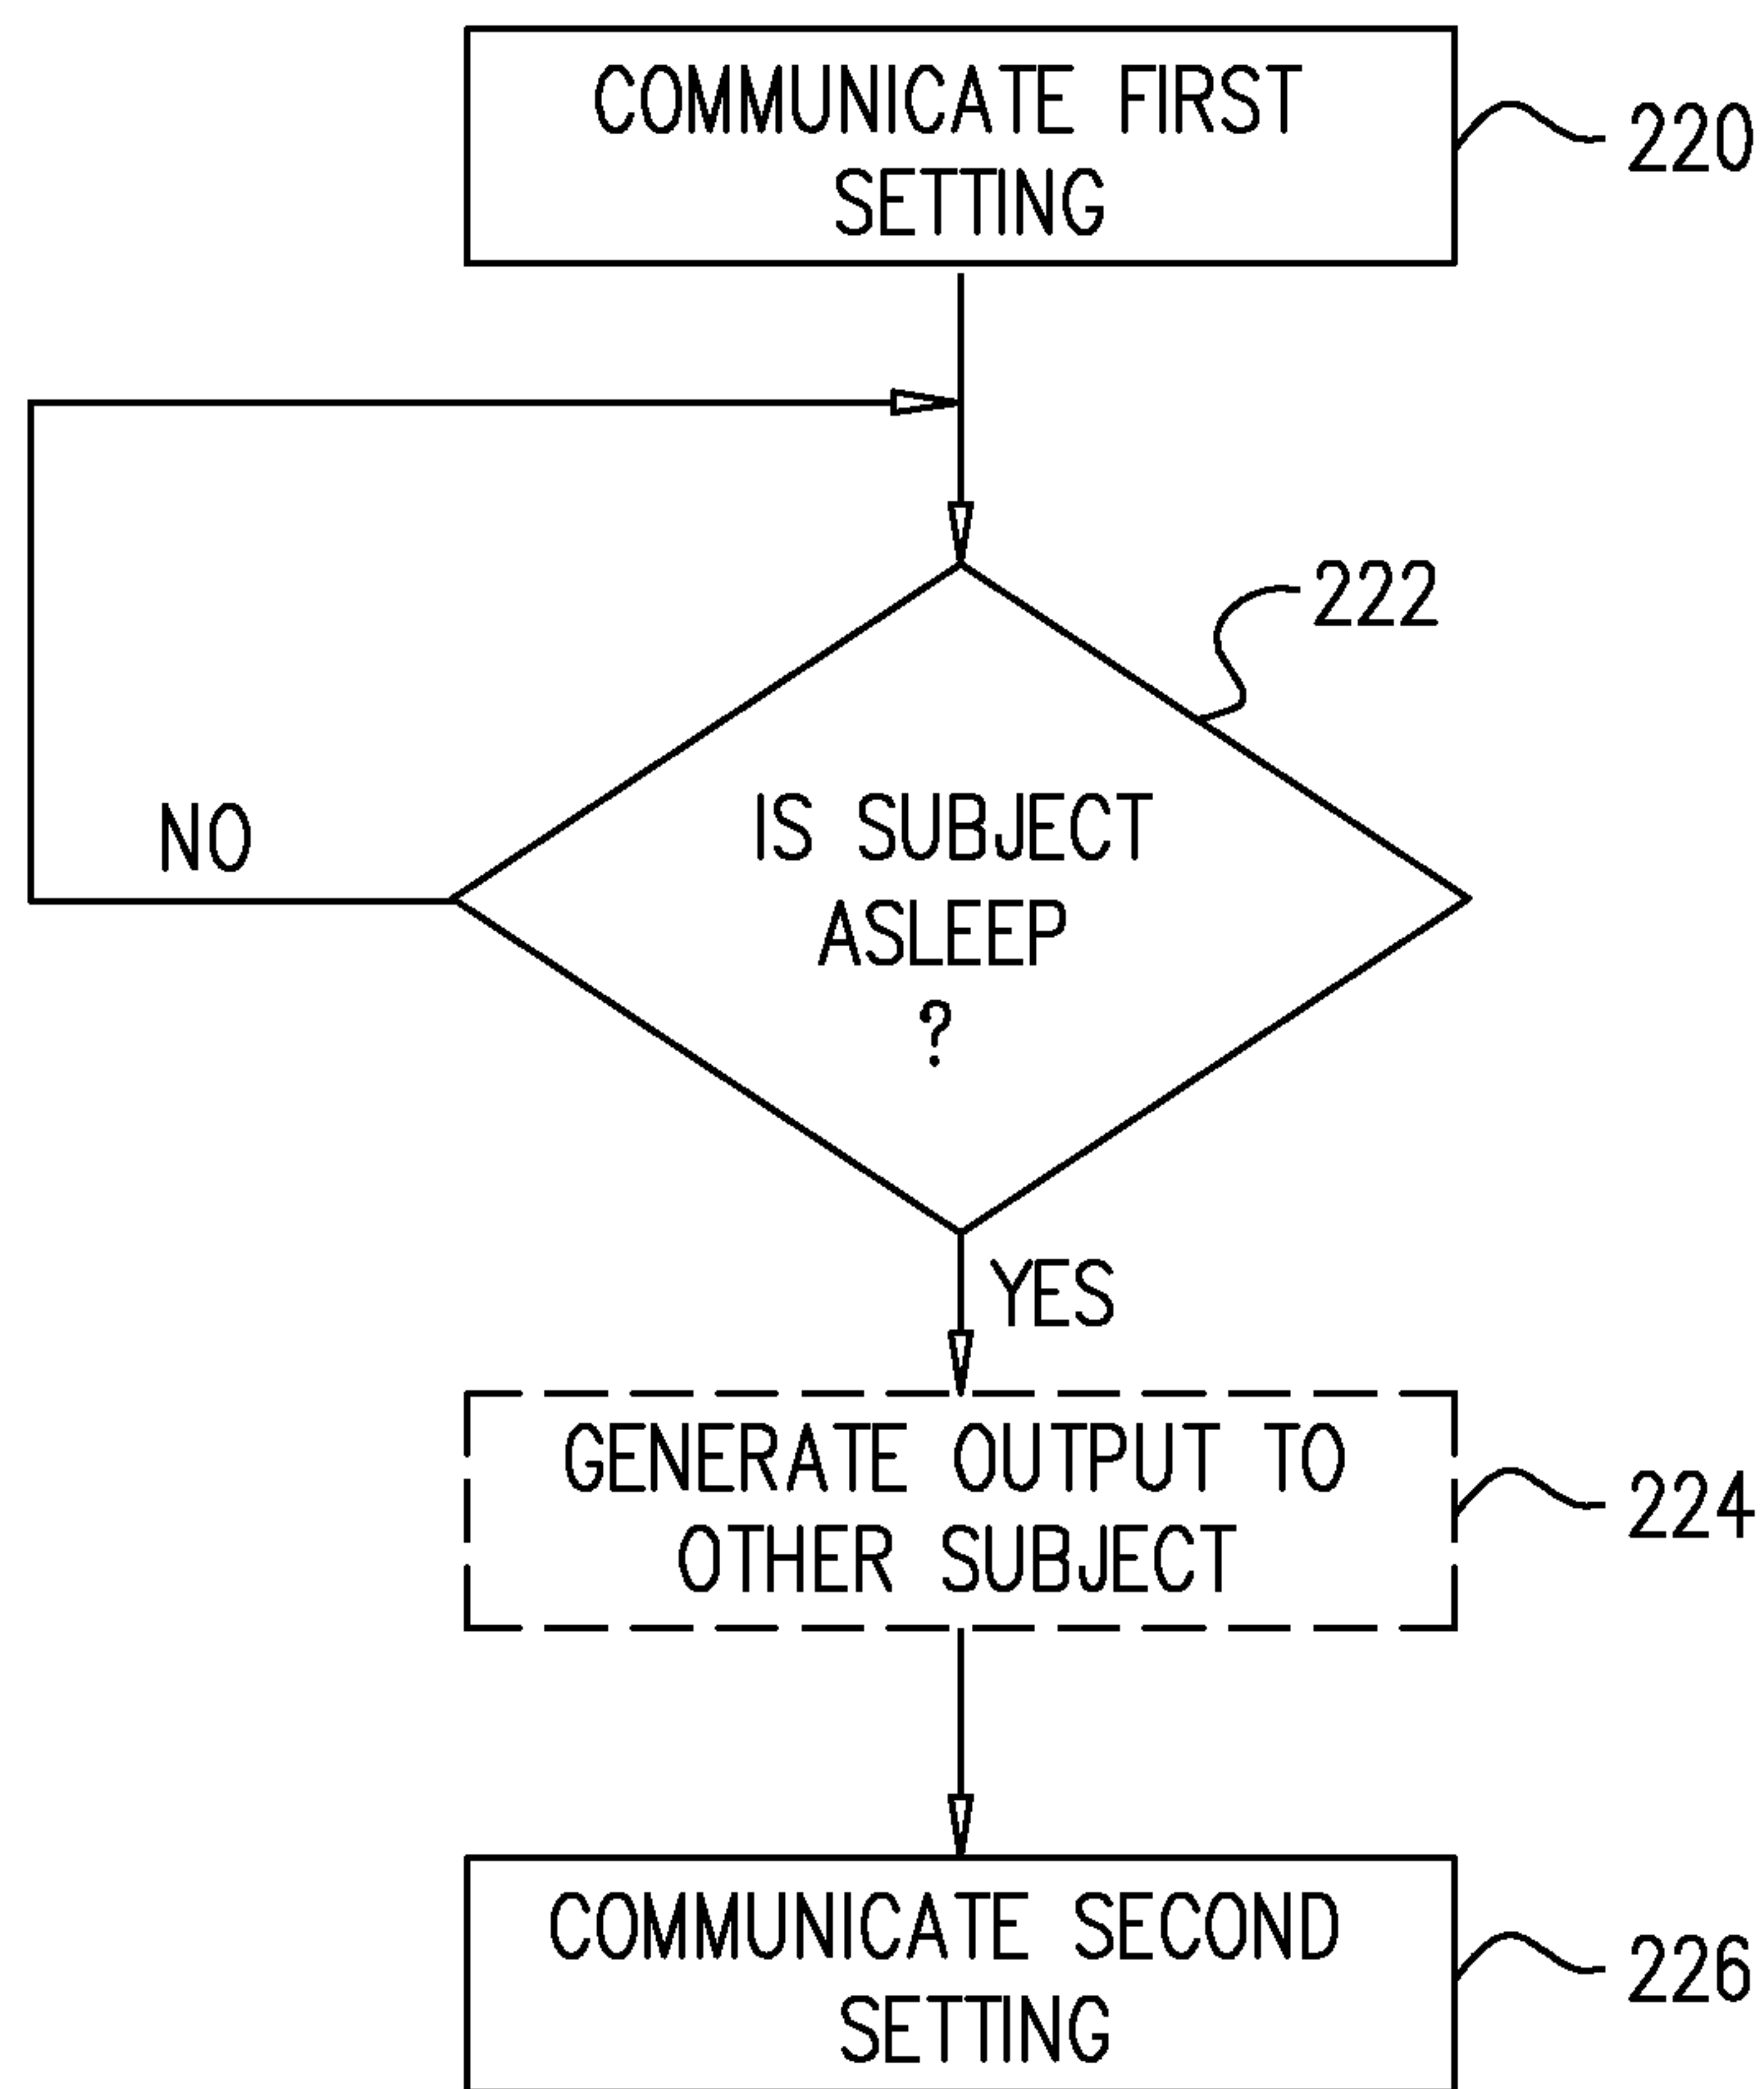 COMMUNICATE FIRST
SETTING
220
222
IS SUBJECT
ASLEEP
?
NO
YES
GENERATE OUTPUT TO
OTHER SUBJECT
224
COMMUNICATE SECOND
SETTING
226